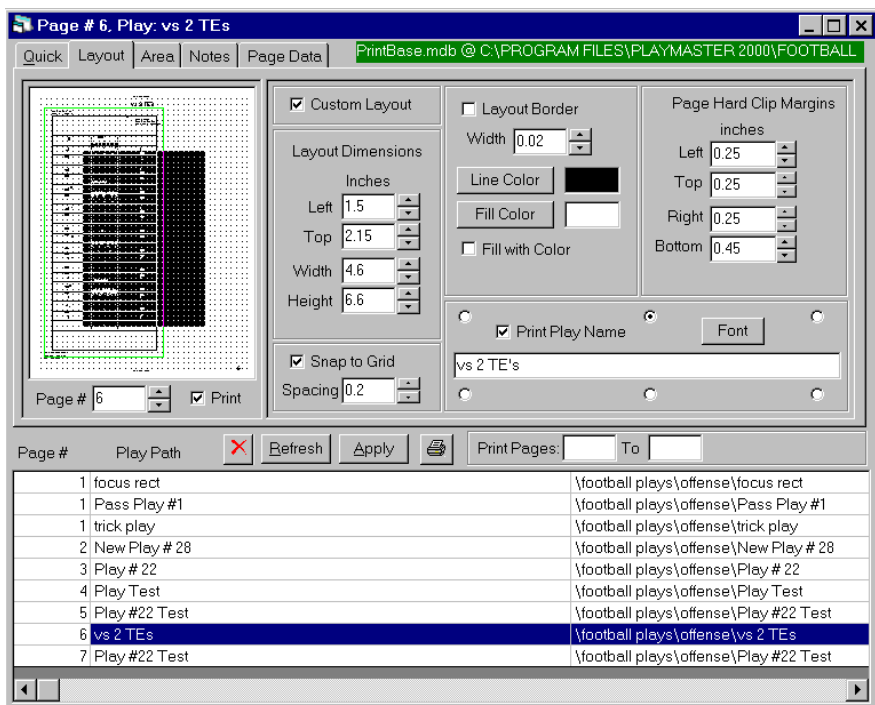 Page # 6, Play: vs 2 TEs
Quick Layout Area Notes Page Data PrintBase.mdb @ C:\PROGRAM FILES\PLAYMASTER 2000\FOOTBALL
Custom Layout
Layout Dimensions
Inches
Left 1.5
Top 2.15
Width 4.6
Height 6.6
Snap to Grid
Spacing 0.2
Layout Border
Width 0.02
Line Color
Fill Color
Fill with Color
Page Hard Clip Margins
inches
Left 0.25
Top 0.25
Right 0.25
Bottom 0.45
Print Play Name Font
vs 2 TE's
Page # 6 Print
Page # Play Path Refresh Apply Print Pages: To
1 focus rect \football plays\offense\focus rect
1 Pass Play #1 \football plays\offense\Pass Play #1
1 trick play \football plays\offense\trick play
2 New Play # 28 \football plays\offense\New Play # 28
3 Play # 22 \football plays\offense\Play # 22
4 Play Test \football plays\offense\Play Test
5 Play #22 Test \football plays\offense\Play #22 Test
6 vs 2 TEs \football plays\offense\vs 2 TEs
7 Play #22 Test \football plays\offense\Play #22 Test